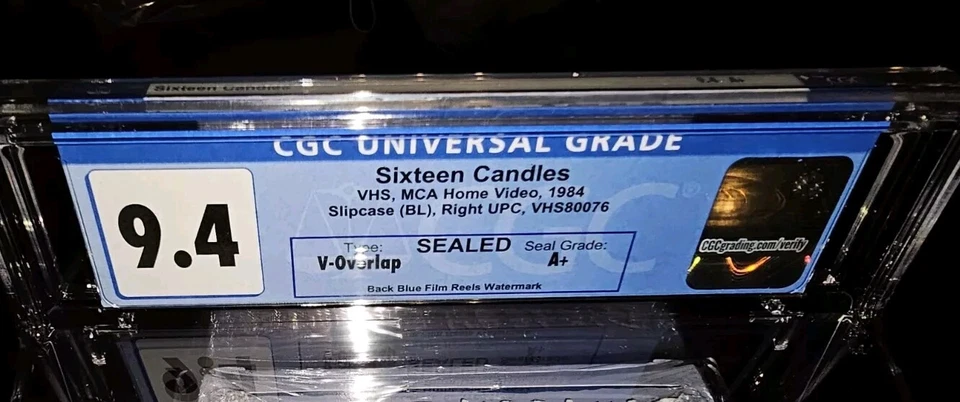 Sixteen Candles
CGC UNIVERSAL GRADE
9.4
Sixteen Candles
VHS, MCA Home Video, 1984
Slipcase (BL), Right UPC, VHS80076
Type: SEALED Seal Grade:
V-Overlap A+
Back Blue Film Reels Watermark
CGC®
CGCgrading.com/verify